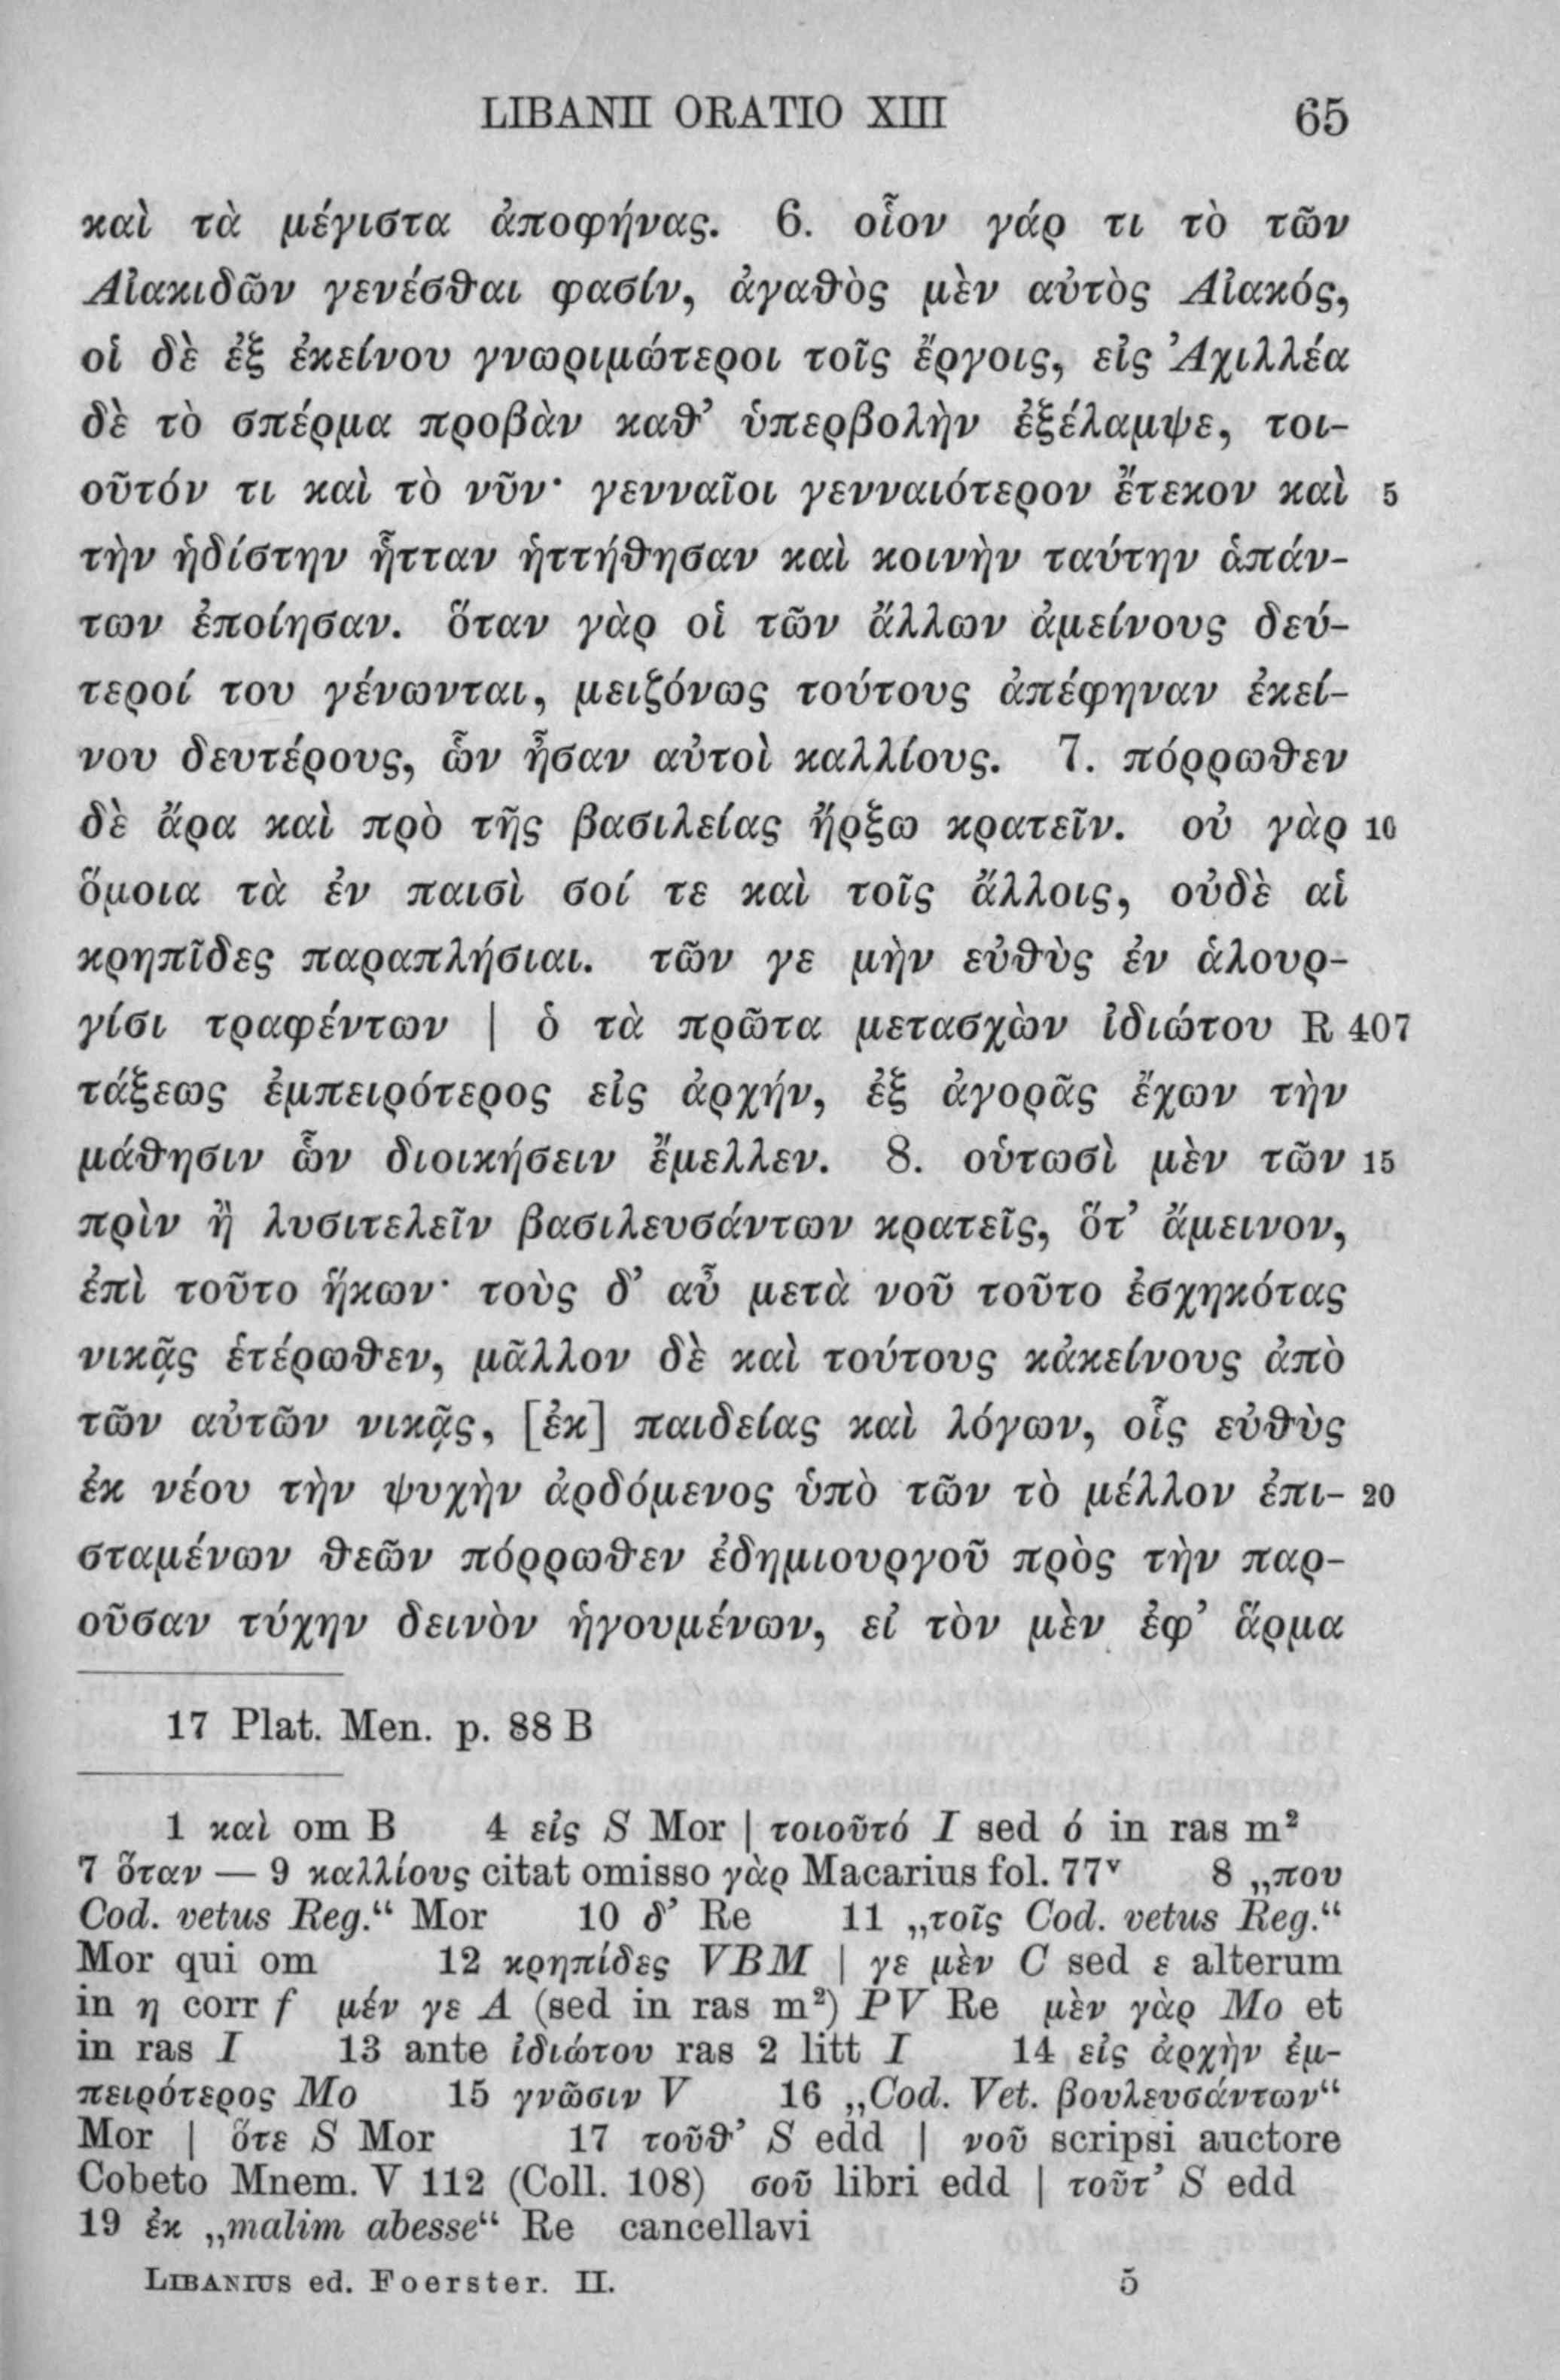 LIBANII ORATIO XIII 65
καὶ τὰ μέγιστα ἀποφήνας. 6. οἷον γάρ τι τὸ τῶν
Αἰακιδῶν γενέσθαι φασίν, ἀγαθὸς μὲν αὐτὸς Αἰακός,
οἱ δὲ ἐξ ἐκείνου γνωριμώτεροι τοῖς ἔργοις, εἰς Ἀχιλλέα
δὲ τὸ σπέρμα προβὰν καθ’ ὑπερβολὴν ἐξέλαμψε, τοι-
οῦτόν τι καὶ τὸ νῦν· γενναῖοι γενναιότερον ἔτεκον καὶ 5
τὴν ἡδίστην ἧτταν ἡττήθησαν καὶ κοινὴν ταύτην ἁπάν-
των ἐποίησαν. ὅταν γὰρ οἱ τῶν ἄλλων ἀμείνους δεύ-
τεροί του γένωνται, μειζόνως τούτους ἀπέφηναν ἐκεί-
νου δευτέρους, ὧν ἦσαν αὐτοὶ καλλίους. 7. πόρρωθεν
δὲ ἄρα καὶ πρὸ τῆς βασιλείας ἤρξω κρατεῖν. οὐ γὰρ 10
ὅμοια τὰ ἐν παισὶ σοί τε καὶ τοῖς ἄλλοις, οὐδὲ αἱ
κρηπῖδες παραπλήσιαι. τῶν γε μὴν εὐθὺς ἐν ἁλουρ-
γίσι τραφέντων | ὁ τὰ πρῶτα μετασχὼν ἰδιώτου R 407
τάξεως ἐμπειρότερος εἰς ἀρχήν, ἐξ ἀγορᾶς ἔχων τὴν
μάθησιν ὧν διοικήσειν ἔμελλεν. 8. οὑτωσὶ μὲν τῶν 15
πρὶν ἢ λυσιτελεῖν βασιλευσάντων κρατεῖς, ὅτ’ ἄμεινον,
ἐπὶ τοῦτο ἥκων· τοὺς δ’ αὖ μετὰ νοῦ τοῦτο ἐσχηκότας
νικᾷς ἑτέρωθεν, μᾶλλον δὲ καὶ τούτους κἀκείνους ἀπὸ
τῶν αὐτῶν νικᾷς, [ἐκ] παιδείας καὶ λόγων, οἷς εὐθὺς
ἐκ νέου τὴν ψυχὴν ἀρδόμενος ὑπὸ τῶν τὸ μέλλον ἐπι- 20
σταμένων θεῶν πόρρωθεν ἐδημιουργοῦ πρὸς τὴν παρ-
οῦσαν τύχην δεινὸν ἡγουμένων, εἰ τὸν μὲν ἐφ’ ἅρμα
17 Plat. Men. p. 88 B
1 καὶ om B 4 εἰς S Mor | τοιοῦτό I sed ό in ras m²
7 ὅταν — 9 καλλίους citat omisso γὰρ Macarius fol. 77ᵛ 8 „που
Cod. vetus Reg.“ Mor 10 δ’ Re 11 „τοῖς Cod. vetus Reg.“
Mor qui om 12 κρηπίδες VBM | γε μὲν C sed ε alterum
in η corr f μέν γε A (sed in ras m²) PV Re μὲν γὰρ Mo et
in ras I 13 ante ἰδιώτου ras 2 litt I 14 εἰς ἀρχὴν ἐμ-
πειρότερος Mo 15 γνῶσιν V 16 „Cod. Vet. βουλευσάντων“
Mor | ὅτε S Mor 17 τοῦθ’ S edd | νοῦ scripsi auctore
Cobeto Mnem. V 112 (Coll. 108) σοῦ libri edd | τοῦτ’ S edd
19 ἐκ „malim abesse“ Re cancellavi
LIBANIUS ed. Foerster. II. 5